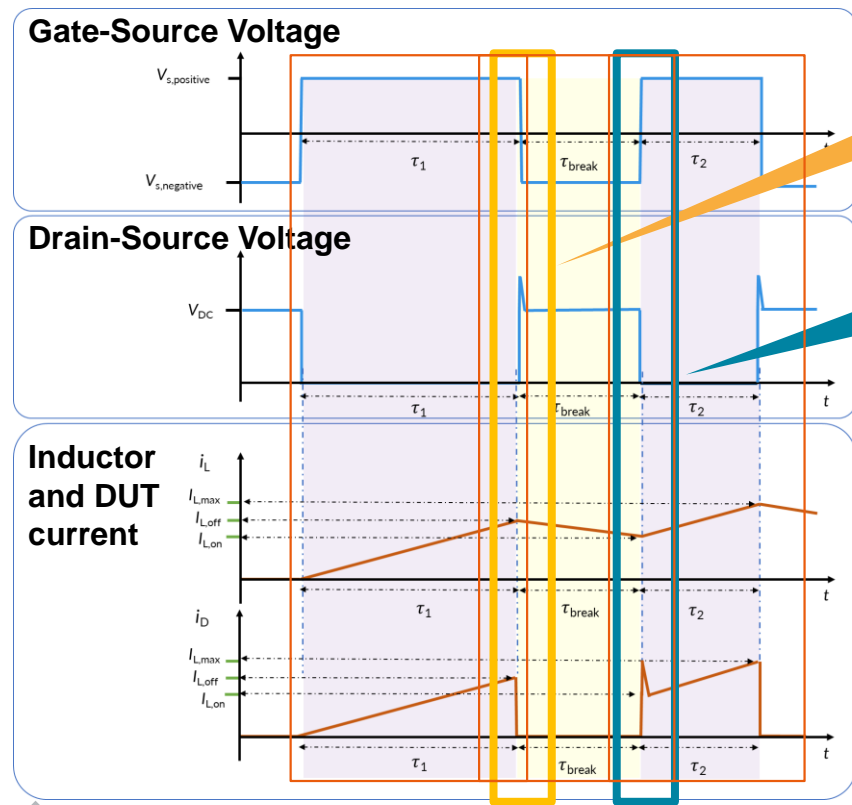 Gate-Source Voltage
Vs,positive
t
τ1
τbreak
τ2
Vs,negative
Drain-Source Voltage
VDC
τ1
τbreak
τ2
t
Inductor
and DUT
current
iL
IL,max
IL,off
IL,on
τ1
τbreak
τ2
t
iD
IL,max
IL,off
IL,on
τ1
τbreak
τ2
t